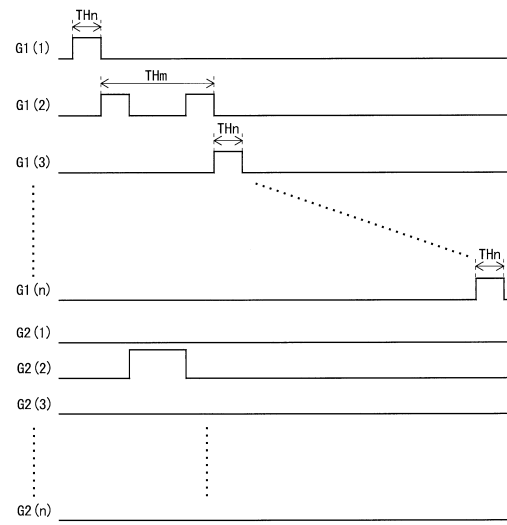 THn
G1(1)
THm
G1(2)
THn
G1(3)
THn
G1(n)
G2(1)
G2(2)
G2(3)
G2(n)